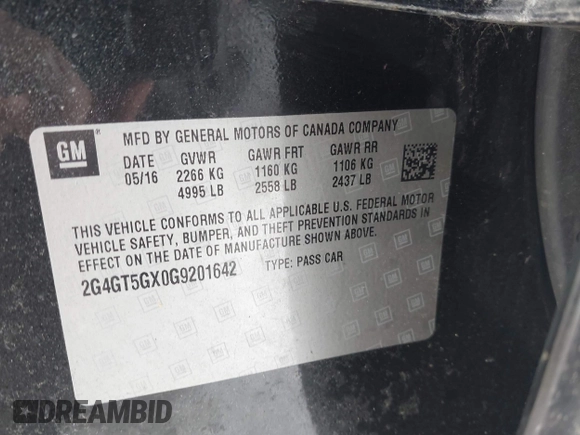 GM ®
MFD BY GENERAL MOTORS OF CANADA COMPANY
DATE GVWR GAWR FRT GAWR RR
05/16 2266 KG 1160 KG 1106 KG
4995 LB 2558 LB 2437 LB
THIS VEHICLE CONFORMS TO ALL APPLICABLE U.S. FEDERAL MOTOR
VEHICLE SAFETY, BUMPER, AND THEFT PREVENTION STANDARDS IN
EFFECT ON THE DATE OF MANUFACTURE SHOWN ABOVE.
2G4GT5GX0G9201642 TYPE: PASS CAR
DREAMBID